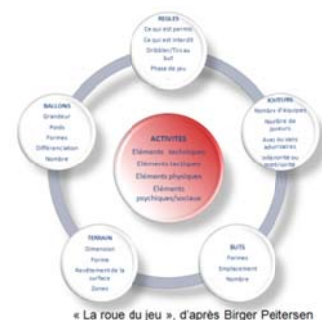 REGLES
Ce qui est permis
Ce qui est interdit
Dribbler/Tirs au but
Phase de jeu
BALLONS
Grandeur
Poids
Formes
Différenciation
Nombre
JOUEURS
Nombre d'équipes
Nombre de joueurs
Avec ou sans adversaires
Infériorité ou
ACTIVITES
Eléments techniques
Eléments tactiques
Eléments physiques
Eléments psychiques/sociaux
TERRAIN
Dimension
Forme
Revêtement de la surface
Zones
BUTS
Formes
Emplacement
Nombre
« La roue du jeu », d'après Birger Peitersen